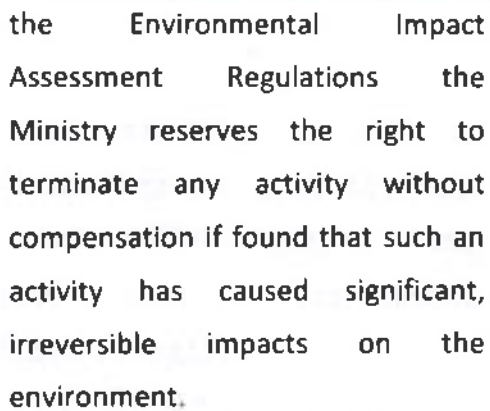 the Environmental Impact
Assessment Regulations the
Ministry reserves the right to
terminate any activity without
compensation if found that such an
activity has caused significant,
irreversible impacts on the
environment.